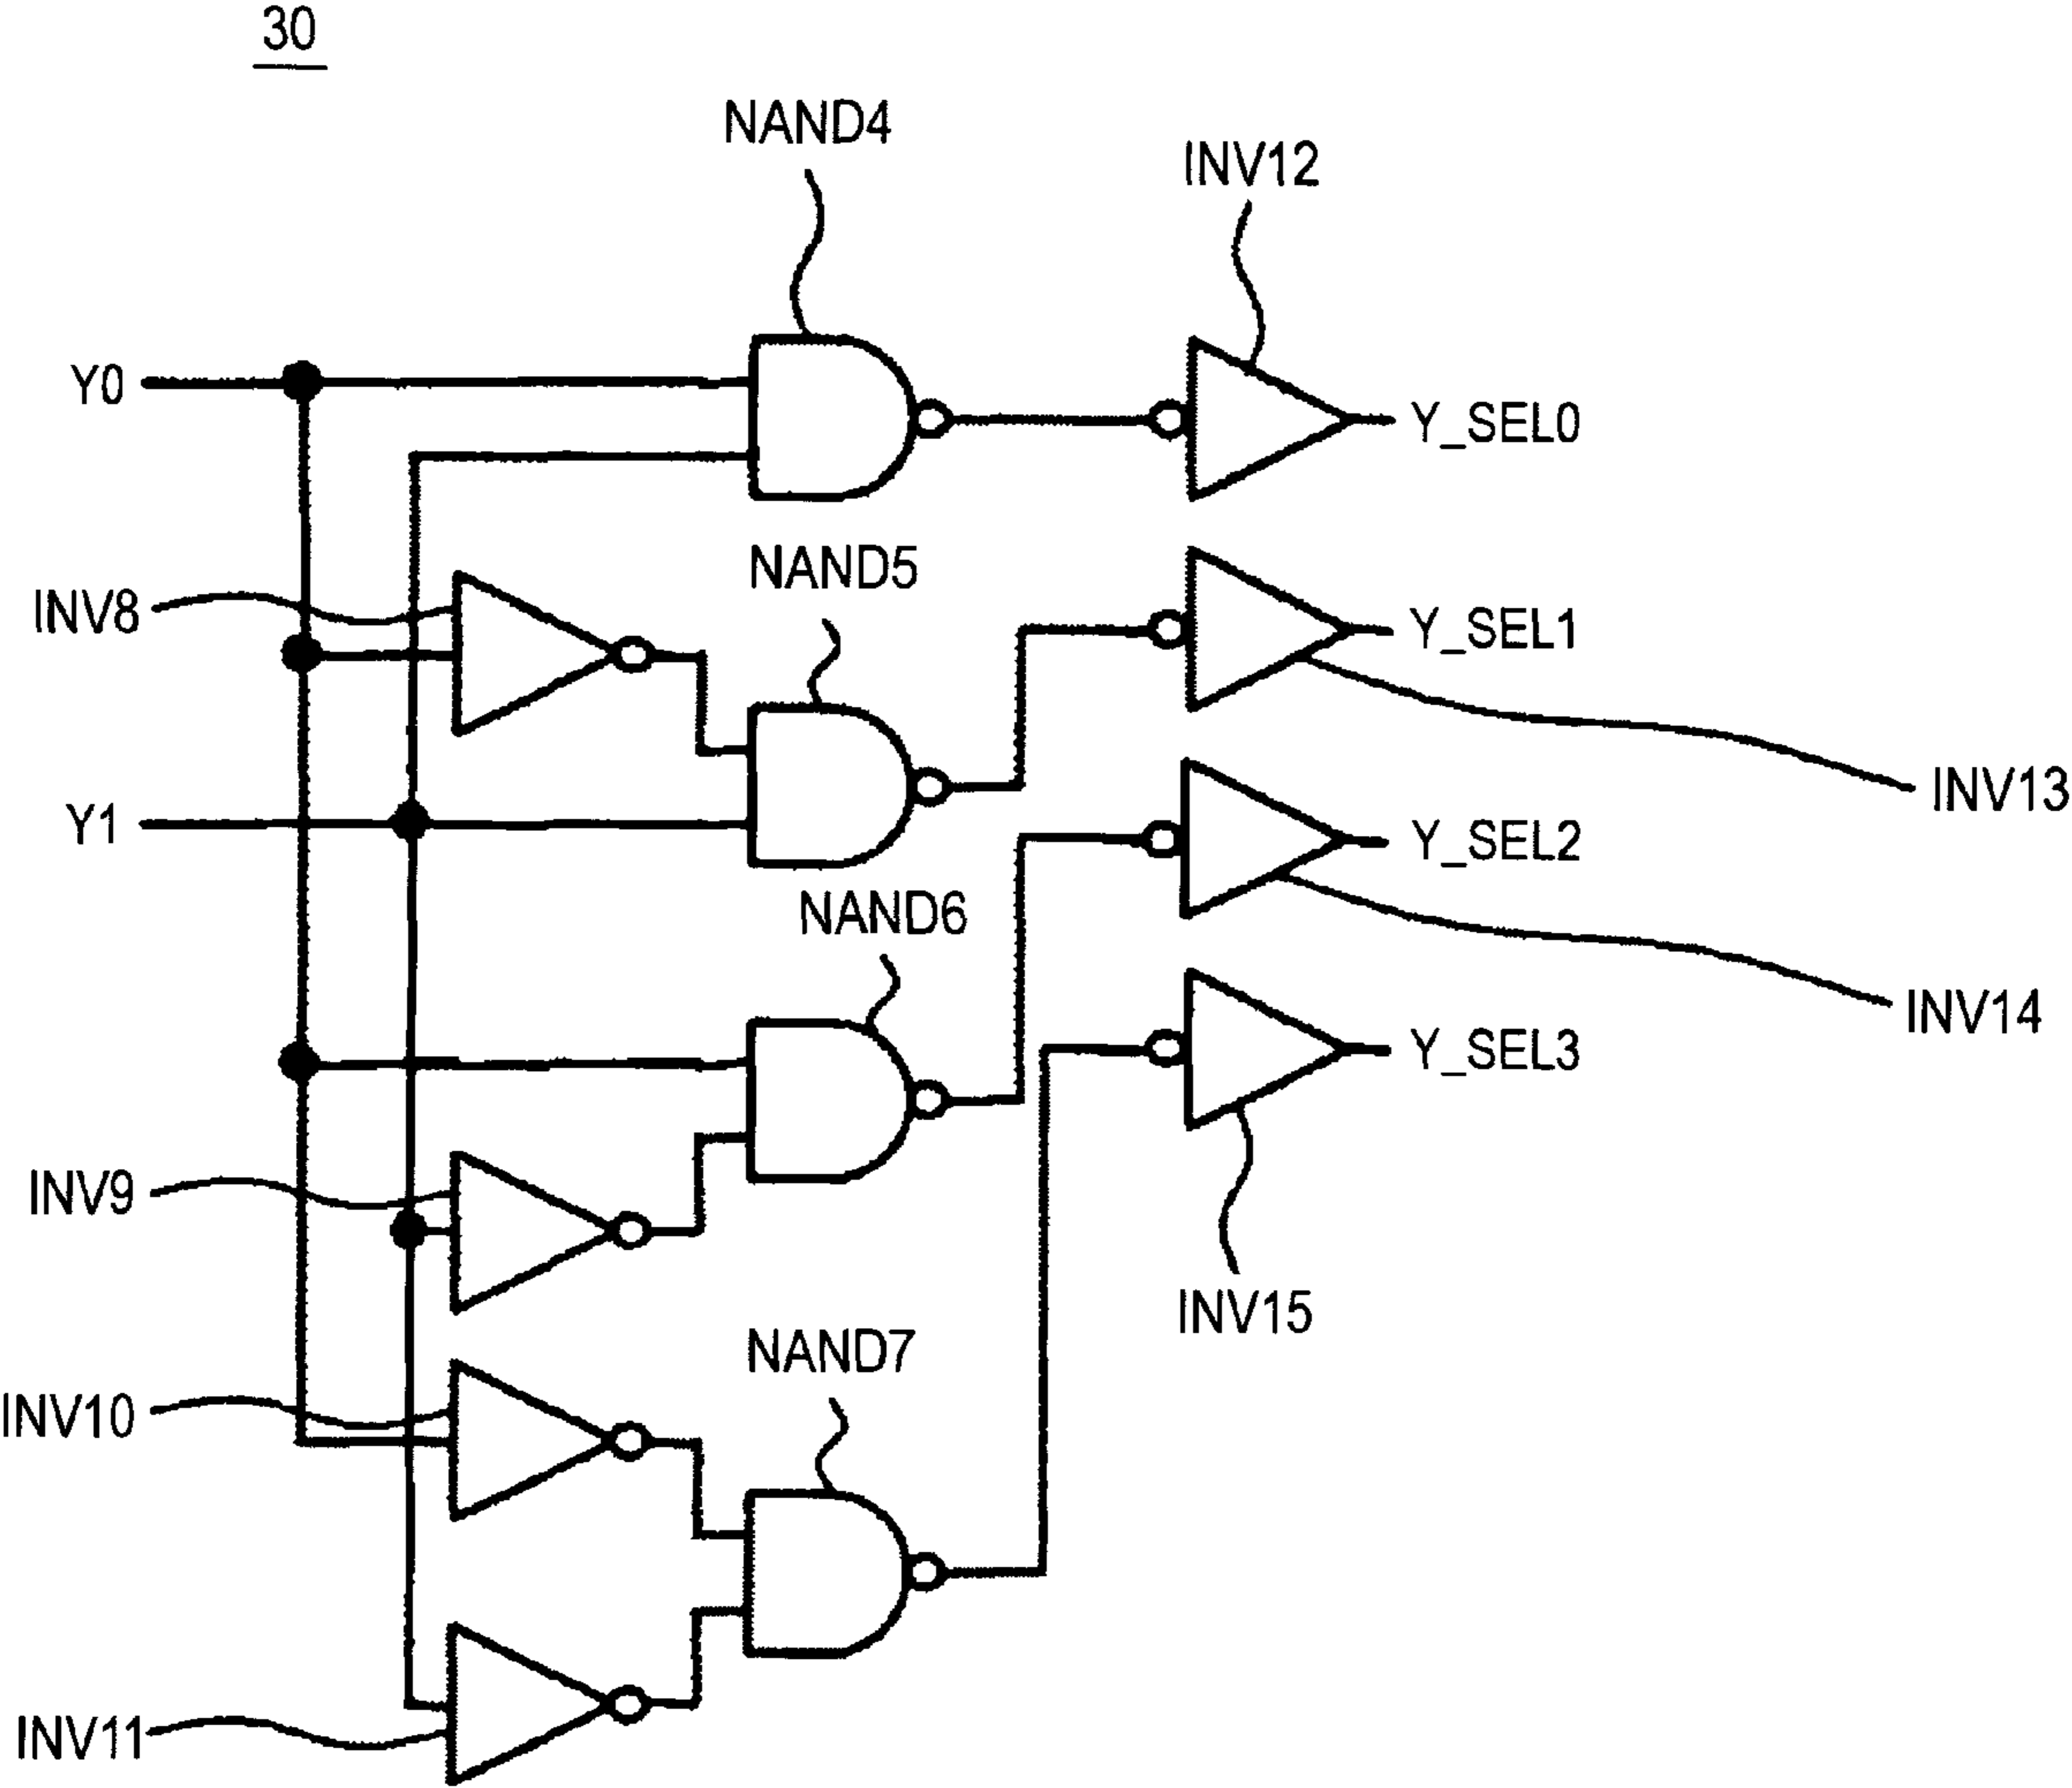 30
NAND4
INV12
Y0
Y_SEL0
NAND5
INV8
Y_SEL1
INV13
Y1
Y_SEL2
NAND6
INV14
Y_SEL3
INV9
INV15
NAND7
INV10
INV11